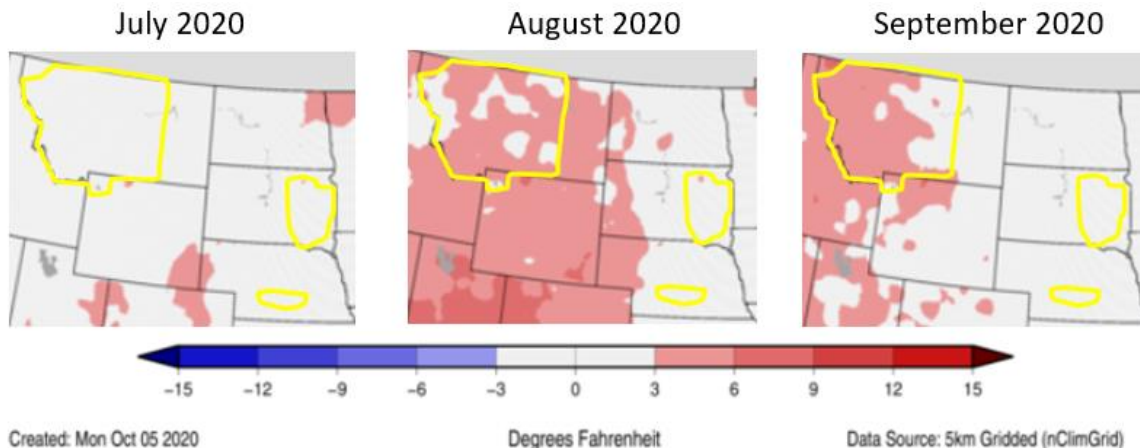 July 2020
August 2020
September 2020
−15 −12 −9 −6 −3 0 3 6 9 12 15
Created: Mon Oct 05 2020
Degrees Fahrenheit
Data Source: 5km Gridded (nClimGrid)